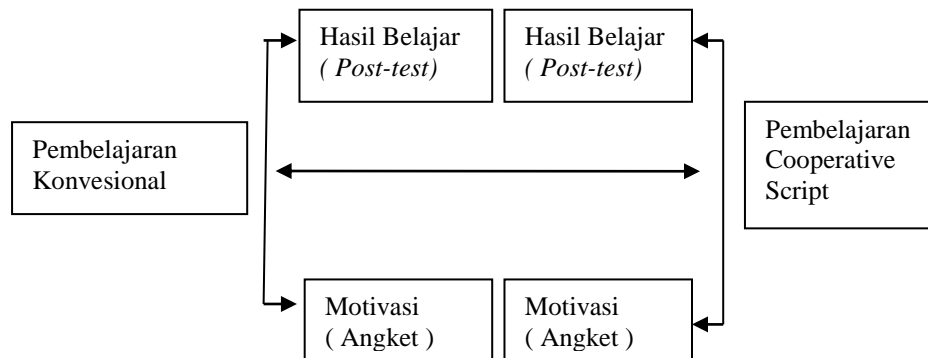 Hasil Belajar
( Post-test)
Hasil Belajar
( Post-test)
Pembelajaran
Konvesional
Pembelajaran
Cooperative
Script
Motivasi
( Angket )
Motivasi
( Angket )